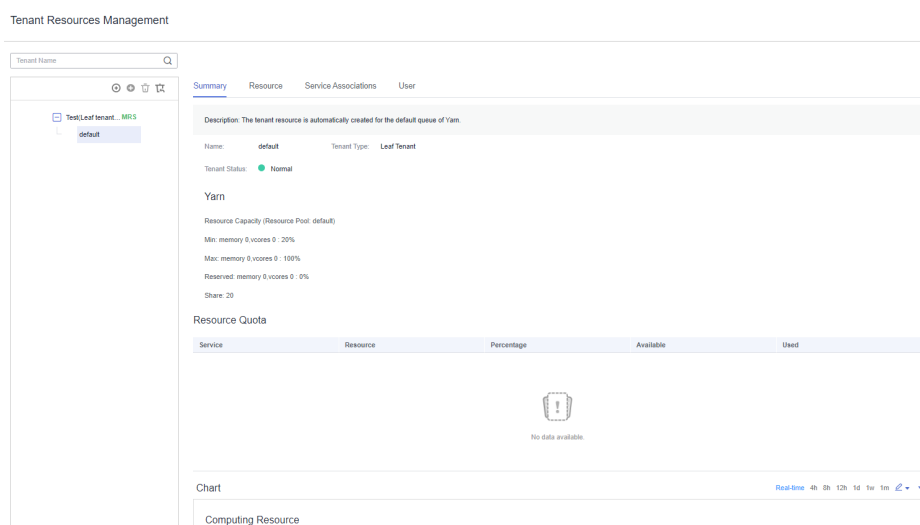 Tenant Resources Management
Tenant Name
Test(Leaf tenant... MRS
default
Summary Resource Service Associations User
Description: The tenant resource is automatically created for the default queue of Yarn.
Name: default Tenant Type: Leaf Tenant
Tenant Status: Normal
Yarn
Resource Capacity (Resource Pool: default)
Min: memory 0,vcores 0 : 20%
Max: memory 0,vcores 0 : 100%
Reserved: memory 0,vcores 0 : 0%
Share: 20
Resource Quota
Service Resource Percentage Available Used
No data available.
Chart Real-time 4h 8h 12h 1d 1w 1m
Computing Resource